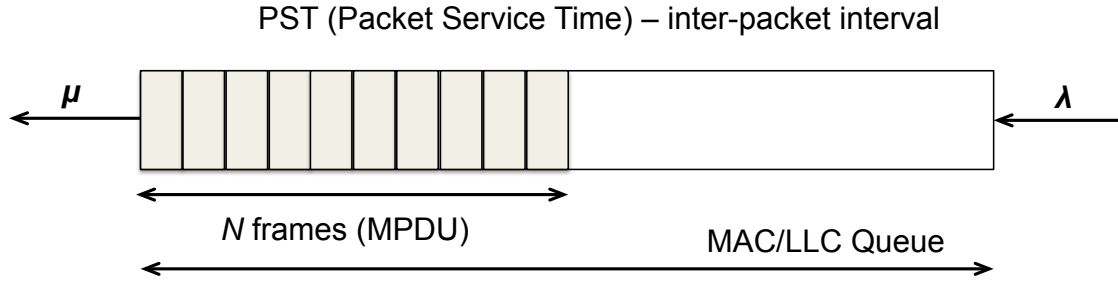 PST (Packet Service Time) – inter-packet interval
μ
λ
N frames (MPDU)
MAC/LLC Queue